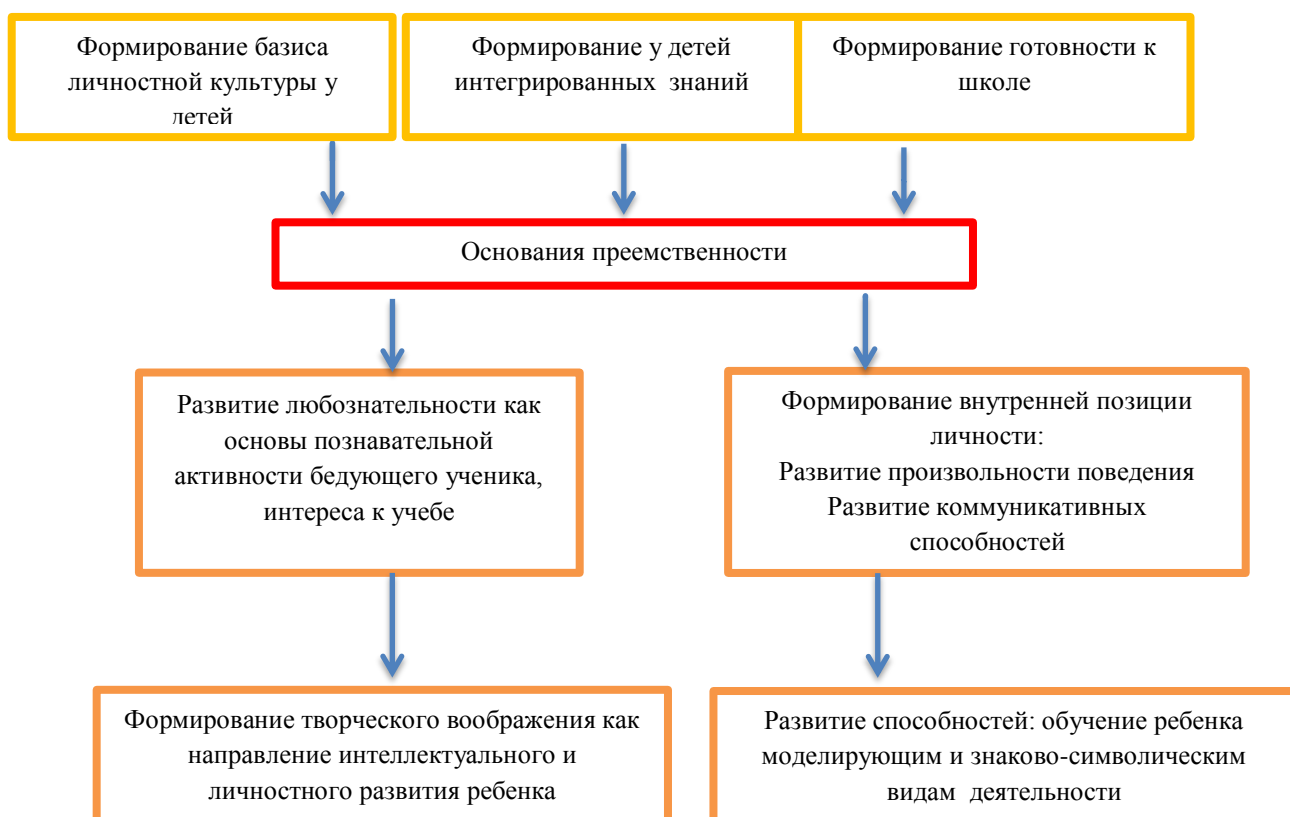 Формирование базиса
личностной культуры у
детей
Формирование у детей
интегрированных знаний
Формирование готовности к
школе
Основания преемственности
Развитие любознательности как
основы познавательной
активности бедующего ученика,
интереса к учебе
Формирование внутренней позиции
личности:
Развитие произвольности поведения
Развитие коммуникативных
способностей
Формирование творческого воображения как
направление интеллектуального и
личностного развития ребенка
Развитие способностей: обучение ребенка
моделирующим и знаково-символическим
видам деятельности